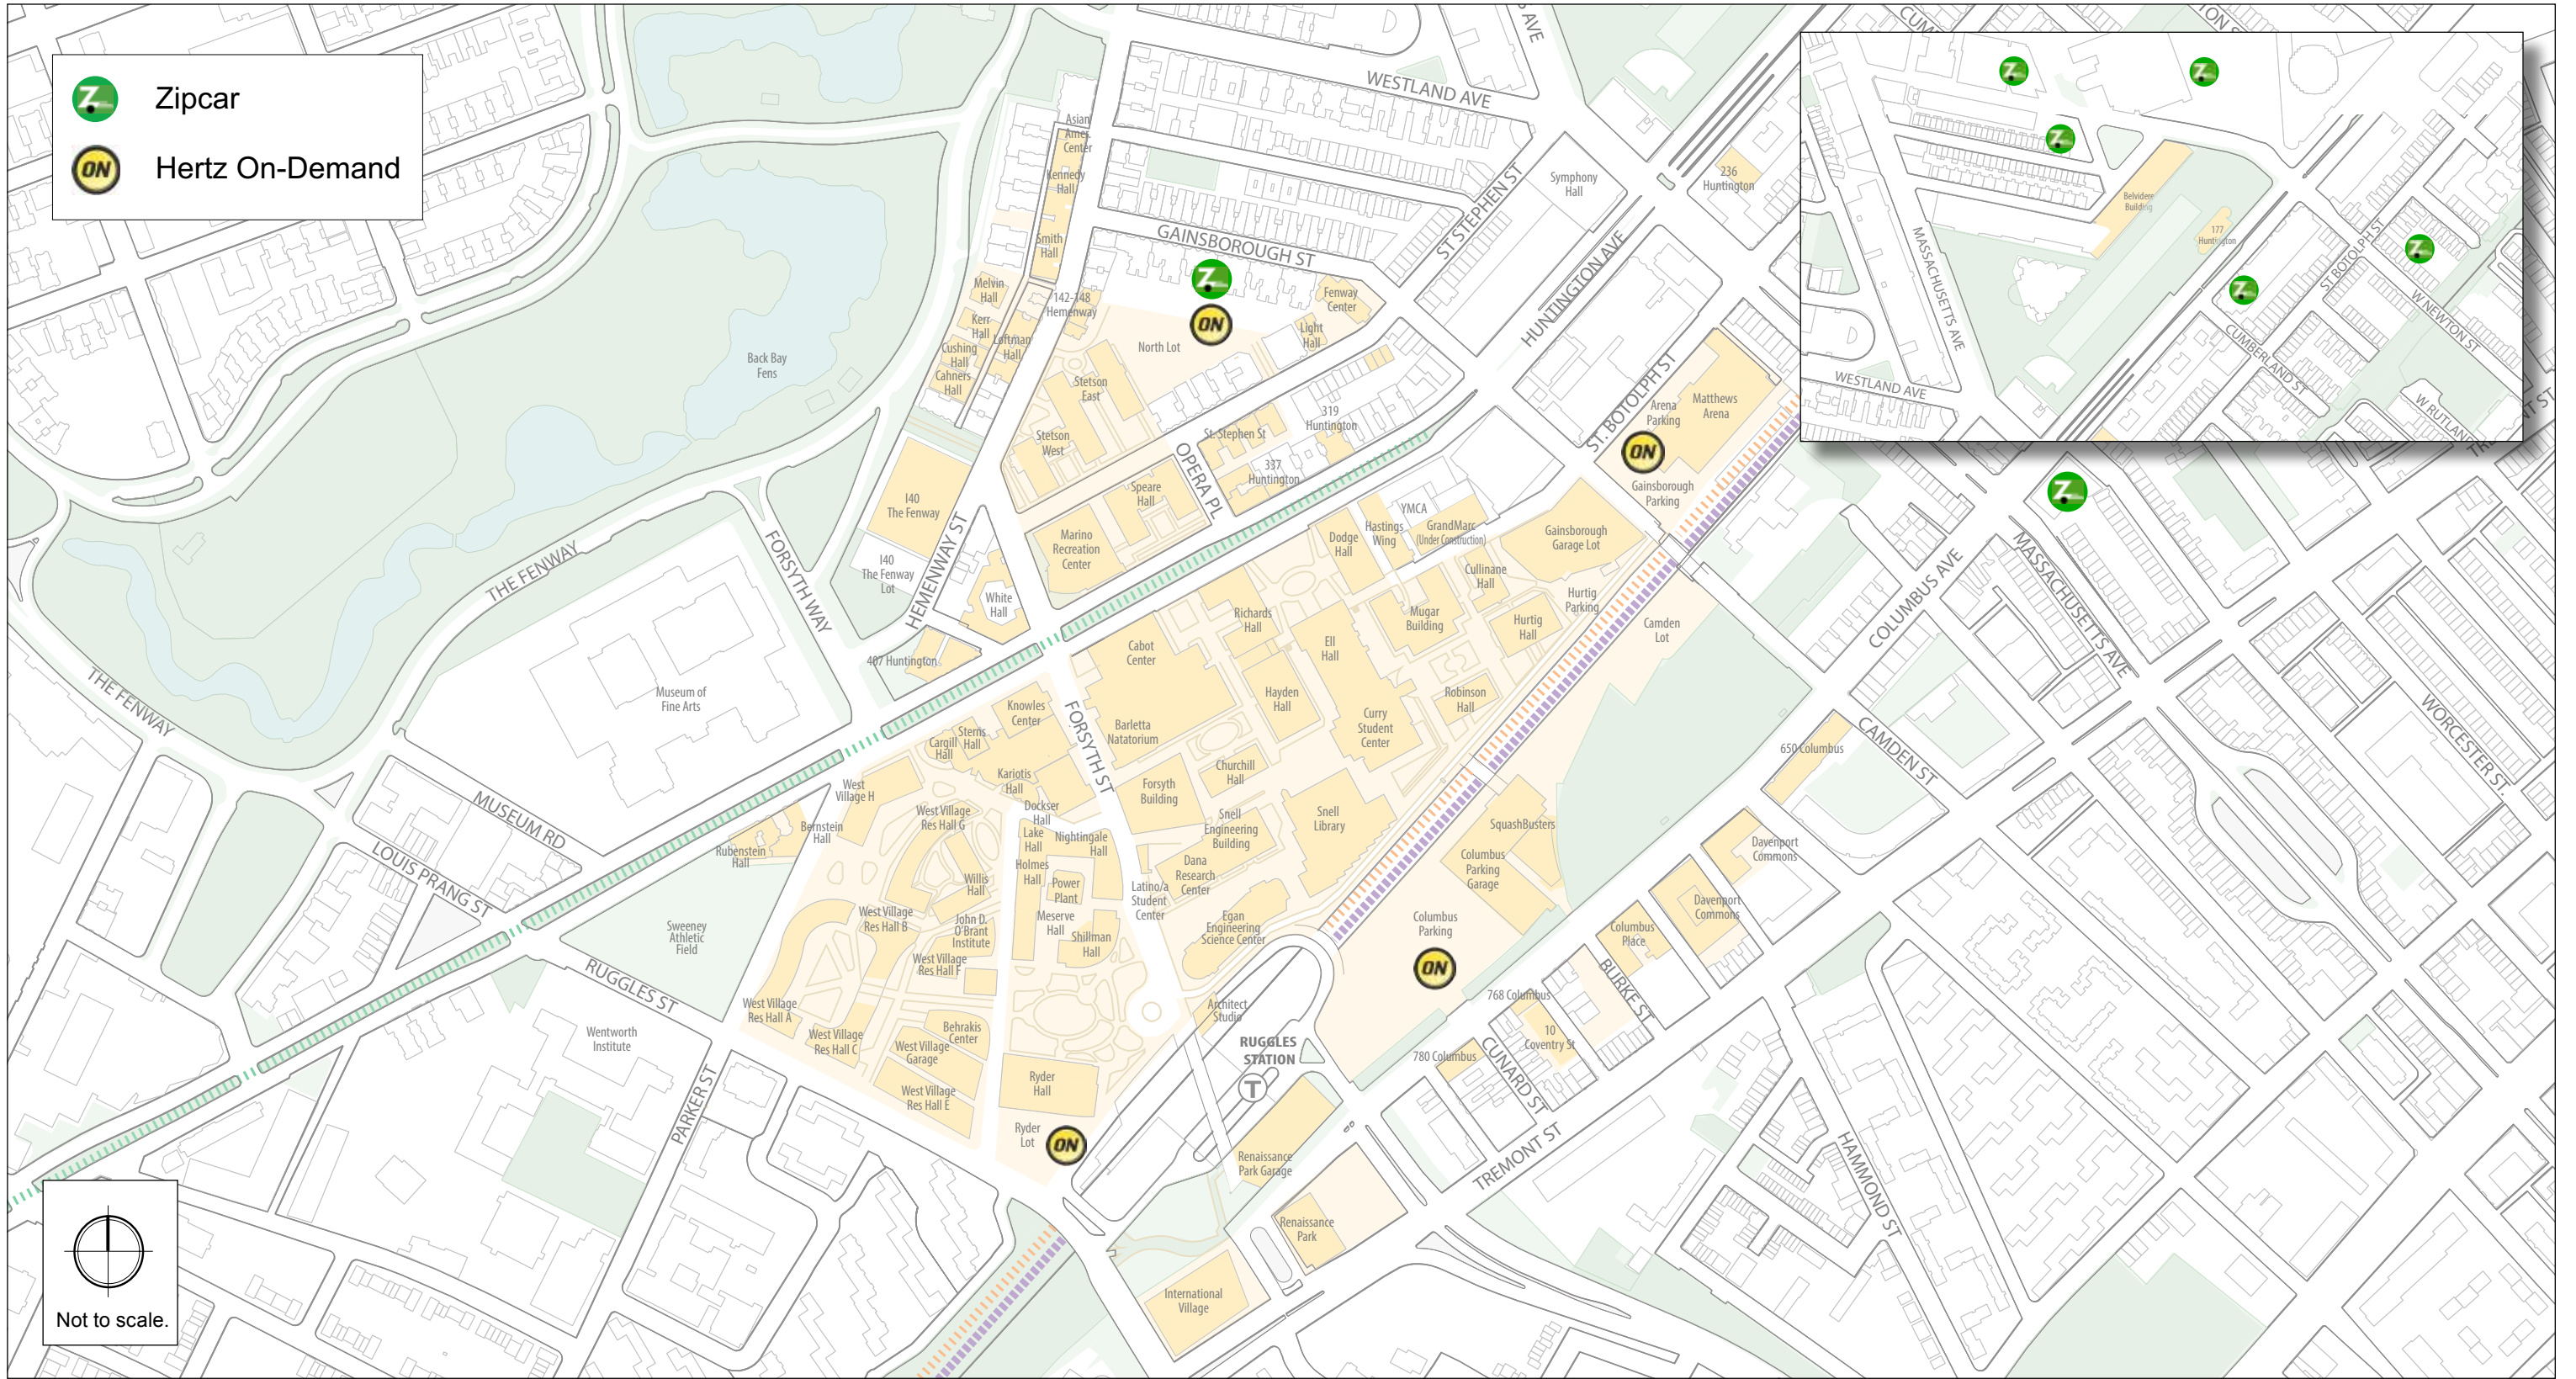 Zipcar
Hertz On-Demand
WESTLAND AVE
Asian
Amer.
Center
Kennedy
Hall
Smith
Hall
GAINSBOROUGH ST
ST STEPHEN ST
Symphony
Hall
236
Huntington
HUNTINGTON AVE
Melvin
Hall
Kerr
Hall
Cushing
Hall
Cahners
Hall
Loftman
Hall
142-148
Hemenway
North Lot
Fenway
Center
Light
Hall
ON
Back Bay
Fens
Stetson
East
Stetson
West
St. Stephen St
319
Huntington
337
Huntington
OPERA PL
Speare
Hall
Marino
Recreation
Center
ST. BOTOLPH ST
Arena
Parking
Matthews
Arena
ON
Gainsborough
Parking
Belvidere
Building
177
Huntington
MASSACHUSETTS AVE
ST BOTOLPH ST
W NEWTON ST
CUMBERLAND ST
W RUTLAND
WESTLAND AVE
I40
The Fenway
I40
The Fenway
Lot
HEMENWAY ST
White
Hall
FORSYTH WAY
THE FENWAY
THE FENWAY
407 Huntington
Museum of
Fine Arts
YMCA
Hastings
Wing
GrandMarc
(Under Construction)
Dodge
Hall
Gainsborough
Garage Lot
Cullinane
Hall
Mugar
Building
Hurtig
Parking
Hurtig
Hall
Camden
Lot
Richards
Hall
Ell
Hall
Cabot
Center
Hayden
Hall
Robinson
Hall
Curry
Student
Center
Barletta
Natatorium
COLUMBUS AVE
MASSACHUSETTS AVE
650 Columbus
CAMDEN ST
WORCESTER ST.
Knowles
Center
Sterns
Hall
Cargill
Hall
FORSYTH ST
Kariotis
Hall
Dockser
Hall
West
Village H
West Village
Res Hall G
Forsyth
Building
Churchill
Hall
Snell
Engineering
Building
Snell
Library
SquashBusters
Columbus
Parking
Garage
Davenport
Commons
Davenport
Commons
MUSEUM RD
LOUIS PRANG ST
Rubenstein
Hall
Bernstein
Hall
Lake
Hall
Nightingale
Hall
Holmes
Hall
Power
Plant
Dana
Research
Center
Latino/a
Student
Center
Willis
Hall
West Village
Res Hall B
John D.
O'Brant
Institute
Meserve
Hall
Shillman
Hall
Egan
Engineering
Science Center
Columbus
Parking
ON
Columbus
Place
Sweeney
Athletic
Field
RUGGLES ST
Wentworth
Institute
West Village
Res Hall F
West Village
Res Hall A
West Village
Res Hall C
Behrakis
Center
West Village
Garage
West Village
Res Hall E
Architect
Studio
RUGGLES
STATION
T
768 Columbus
10
Coventry St
780 Columbus
BURKE ST
CUNARD ST
TREMONT ST
HAMMOND ST
PARKER ST
Ryder
Hall
Ryder
Lot
ON
Renaissance
Park Garage
Renaissance
Park
International
Village
Not to scale.